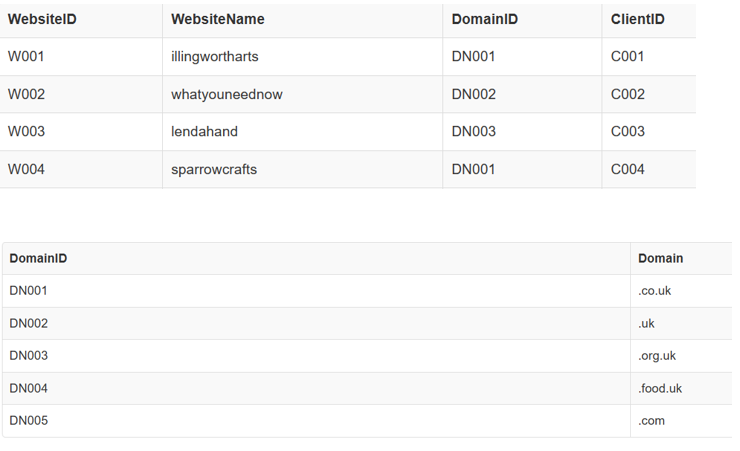 WebsiteID WebsiteName DomainID ClientID
W001 illingwortharts DN001 C001
W002 whatyouneednow DN002 C002
W003 lendahand DN003 C003
W004 sparrowcrafts DN001 C004
DomainID Domain
DN001 .co.uk
DN002 .uk
DN003 .org.uk
DN004 .food.uk
DN005 .com